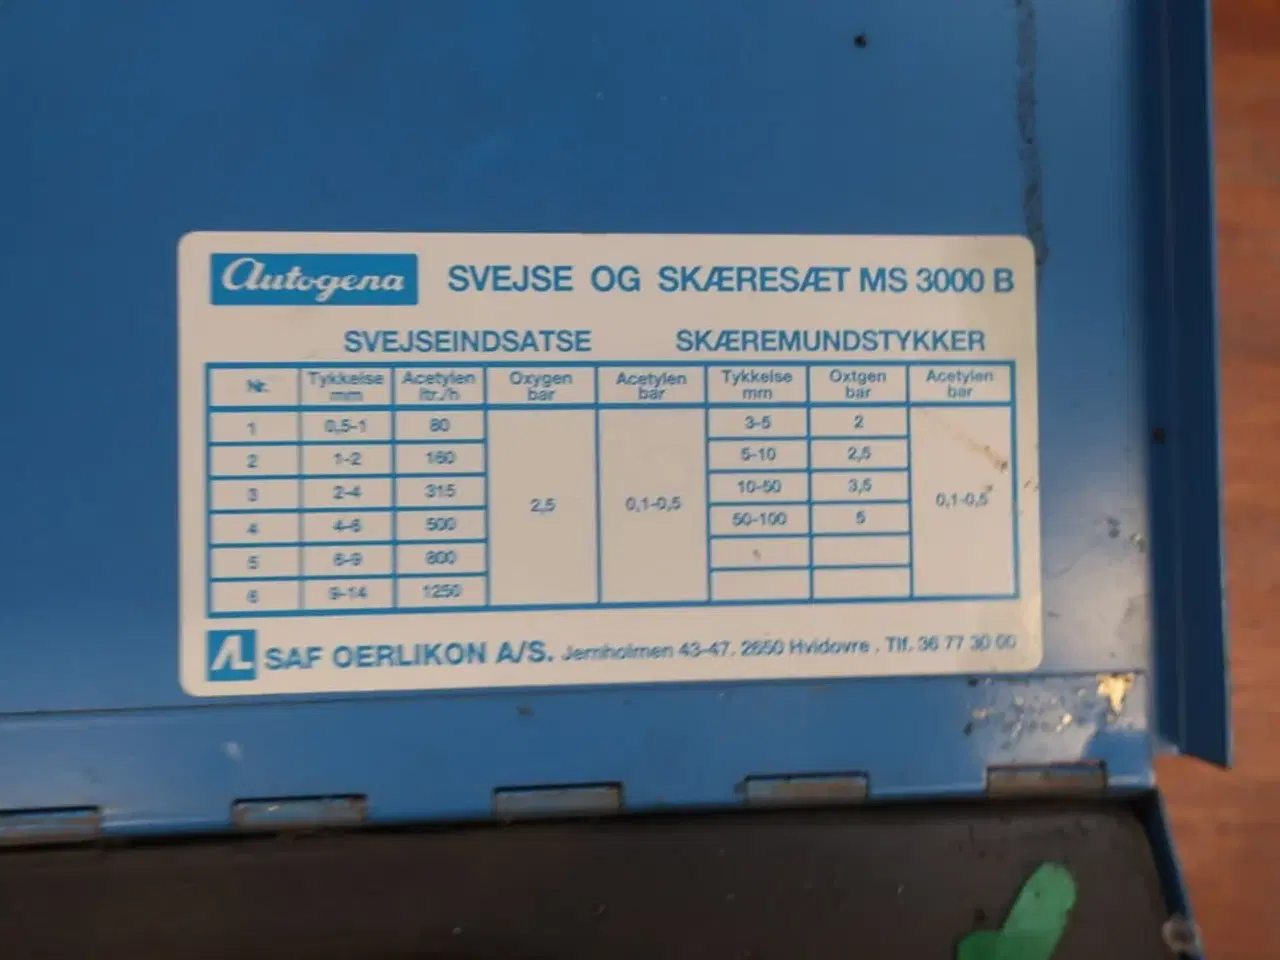 Autogena SVEJSE OG SKÆRESÆT MS 3000 B
SVEJSEINDSATSE SKÆREMUNDSTYKKER
Nr. Tykkelse mm Acetylen ltr./h Oxygen bar Acetylen bar Tykkelse mm Oxtgen bar Acetylen bar
1 0,5-1 80 2,5 0,1-0,5 3-5 2 0,1-0,5
2 1-2 160 5-10 2,5
3 2-4 315 10-50 3,5
4 4-6 500 50-100 5
5 6-9 800
6 9-14 1250
AL SAF OERLIKON A/S. Jernholmen 43-47. 2650 Hvidovre . Tlf. 36 77 30 00